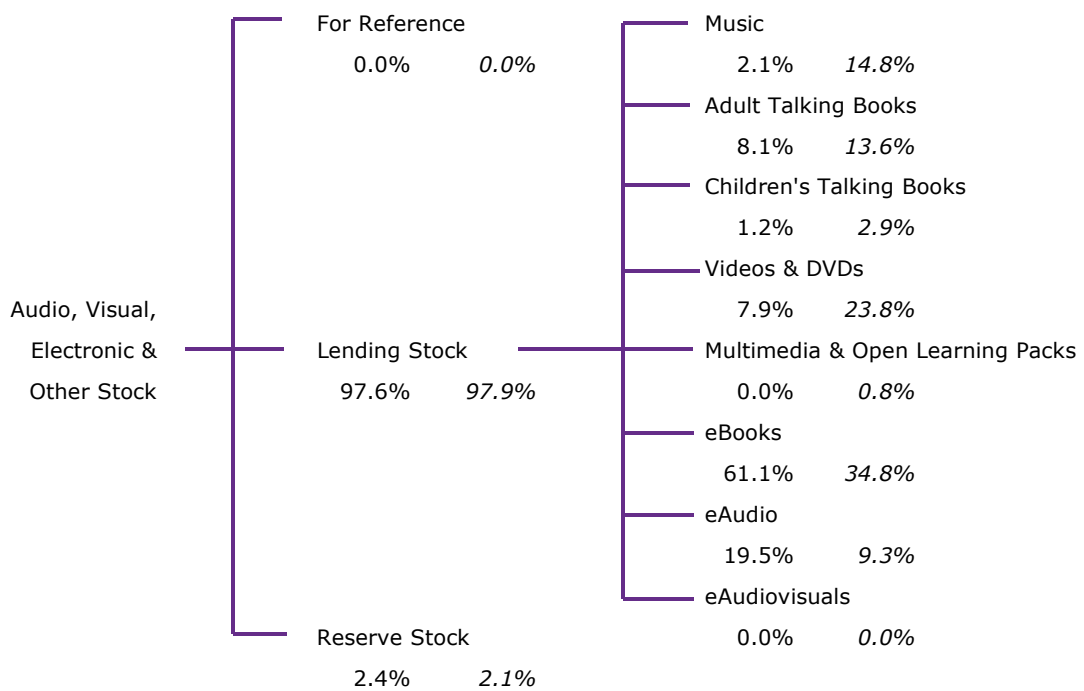 For Reference
0.0% 0.0%
Audio, Visual,
Electronic &
Other Stock
Lending Stock
97.6% 97.9%
Reserve Stock
2.4% 2.1%
Music
2.1% 14.8%
Adult Talking Books
8.1% 13.6%
Children's Talking Books
1.2% 2.9%
Videos & DVDs
7.9% 23.8%
Multimedia & Open Learning Packs
0.0% 0.8%
eBooks
61.1% 34.8%
eAudio
19.5% 9.3%
eAudiovisuals
0.0% 0.0%